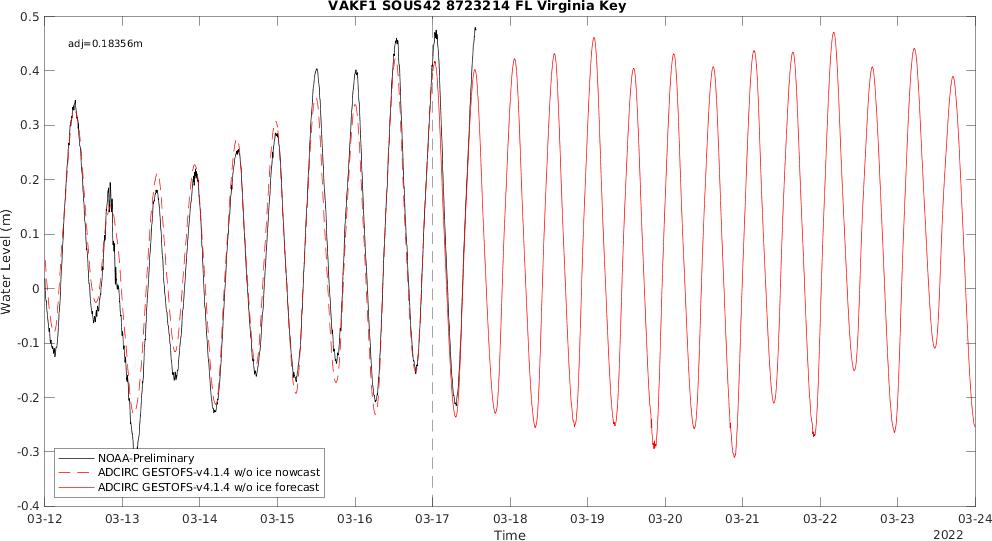 VAKF1 SOUS42 8723214 FL Virginia Key
adj=0.18356m
Water Level (m)
0.5
0.4
0.3
0.2
0.1
0
-0.1
-0.2
-0.3
-0.4
NOAA-Preliminary
ADCIRC GESTOFS-v4.1.4 w/o ice nowcast
ADCIRC GESTOFS-v4.1.4 w/o ice forecast
03-12 03-13 03-14 03-15 03-16 03-17 03-18 03-19 03-20 03-21 03-22 03-23 03-24
Time
2022